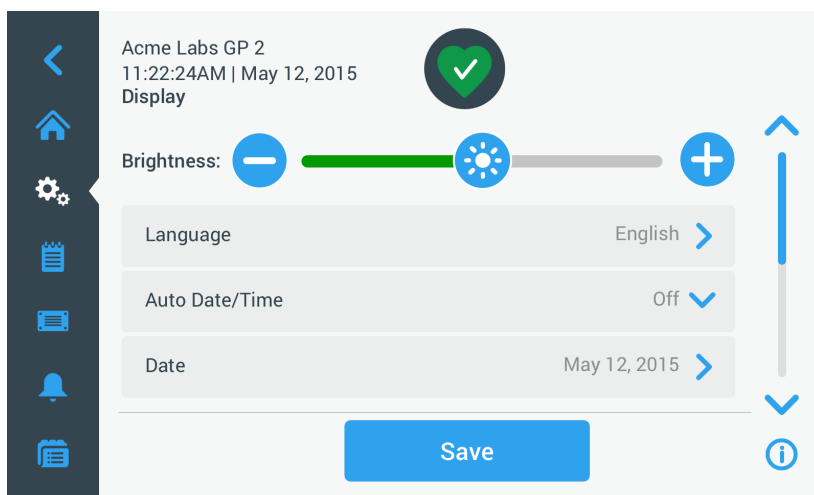 Acme Labs GP 2
11:22:24AM | May 12, 2015
Display
Brightness:
Language English
Auto Date/Time Off
Date May 12, 2015
Save